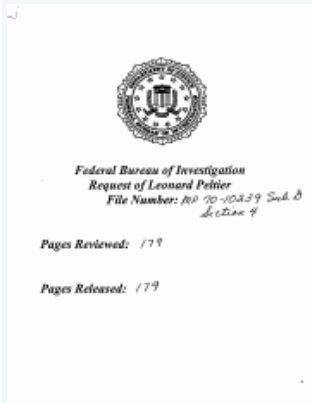 Federal Bureau of Investigation
Request of Leonard Peltier
File Number: MP 70-10239 Sub. B
Section 4
Pages Reviewed: 179
Pages Released: 179